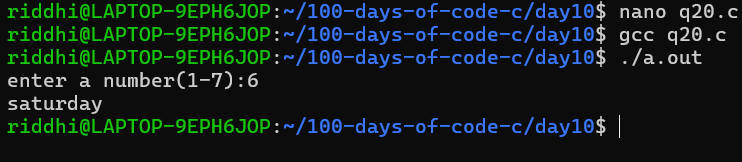 riddhi@LAPTOP-9EPH6JOP:~/100-days-of-code-c/day10$ nano q20.c
riddhi@LAPTOP-9EPH6JOP:~/100-days-of-code-c/day10$ gcc q20.c
riddhi@LAPTOP-9EPH6JOP:~/100-days-of-code-c/day10$ ./a.out
enter a number(1-7):6
saturday
riddhi@LAPTOP-9EPH6JOP:~/100-days-of-code-c/day10$